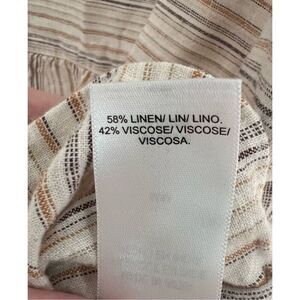 58% LINEN/ LIN/ LINO.
42% VISCOSE/ VISCOSE/
VISCOSA.